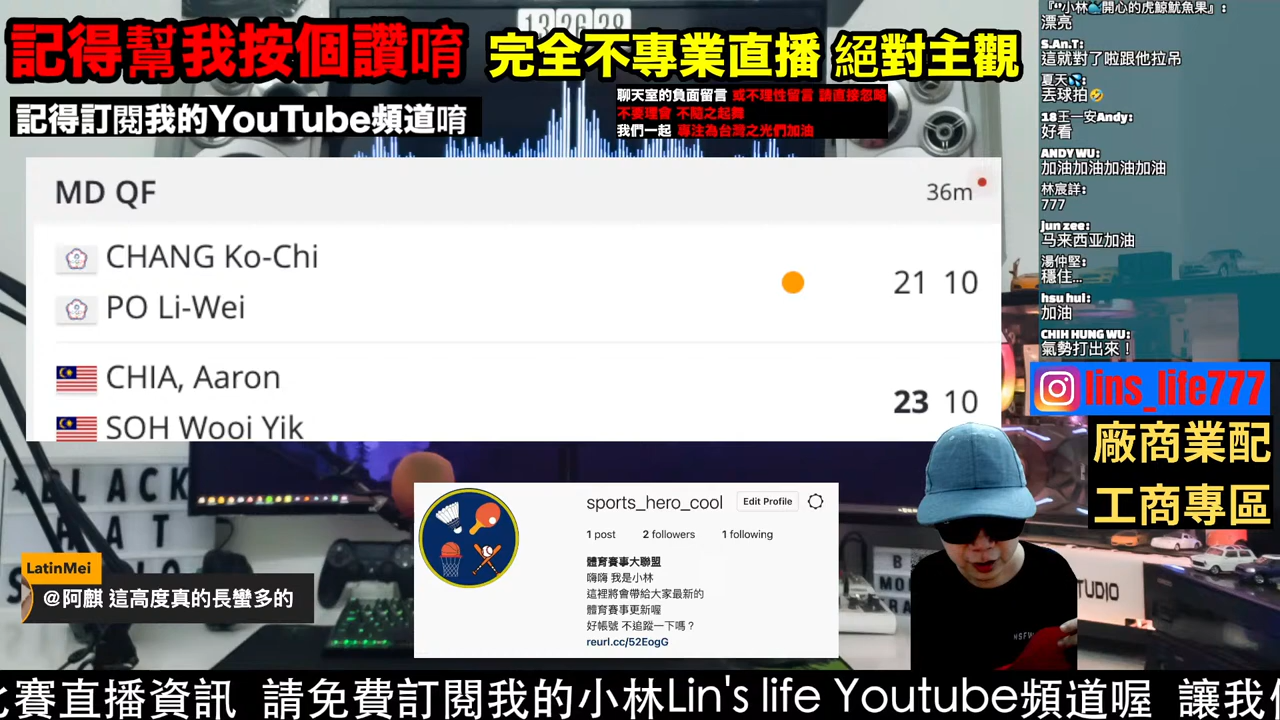 記得幫我按個讚唷
完全不專業直播 絕對主觀
記得訂閱我的YouTube頻道唷
聊天室的負面留言 或不理性留言 請直接忽略
不要理會 不隨之起舞
我們一起 專注為台灣之光們加油
MD QF
36m
CHANG Ko-Chi
PO Li-Wei
21 10
CHIA, Aaron
SOH Wooi Yik
23 10
『小林開心的虎鯨魷魚果』:
漂亮
S.An.T:
這就對了啦跟他拉吊
夏天💦:
丟球拍🤣
18王一安Andy:
好看
ANDY WU:
加油加油加油加油
林宸詳:
777
jun zee:
马来西亚加油
湯仲堅:
穩住...
hsu hui:
加油
CHIH HUNG WU:
氣勢打出來！
lins_life777
廠商業配
工商專區
BLACK
HAT
sports_hero_cool
Edit Profile
1 post 2 followers 1 following
體育賽事大聯盟
嗨嗨 我是小林
這裡將會帶給大家最新的
體育賽事更新喔
好帳號 不追蹤一下嗎？
reurl.cc/52EogG
LatinMei
@阿麒 這高度真的長蠻多的
TUDIO
賽直播資訊 請免費訂閱我的小林Lin's life Youtube頻道喔 讓我